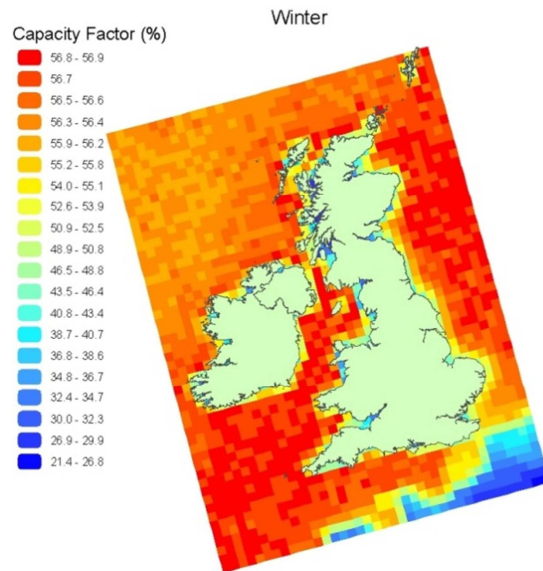 Winter
Capacity Factor (%)
56.8 - 56.9
56.7
56.5 - 56.6
56.3 - 56.4
55.9 - 56.2
55.2 - 55.8
54.0 - 55.1
52.6 - 53.9
50.9 - 52.5
48.9 - 50.8
46.5 - 48.8
43.5 - 46.4
40.8 - 43.4
38.7 - 40.7
36.8 - 38.6
34.8 - 36.7
32.4 - 34.7
30.0 - 32.3
26.9 - 29.9
21.4 - 26.8